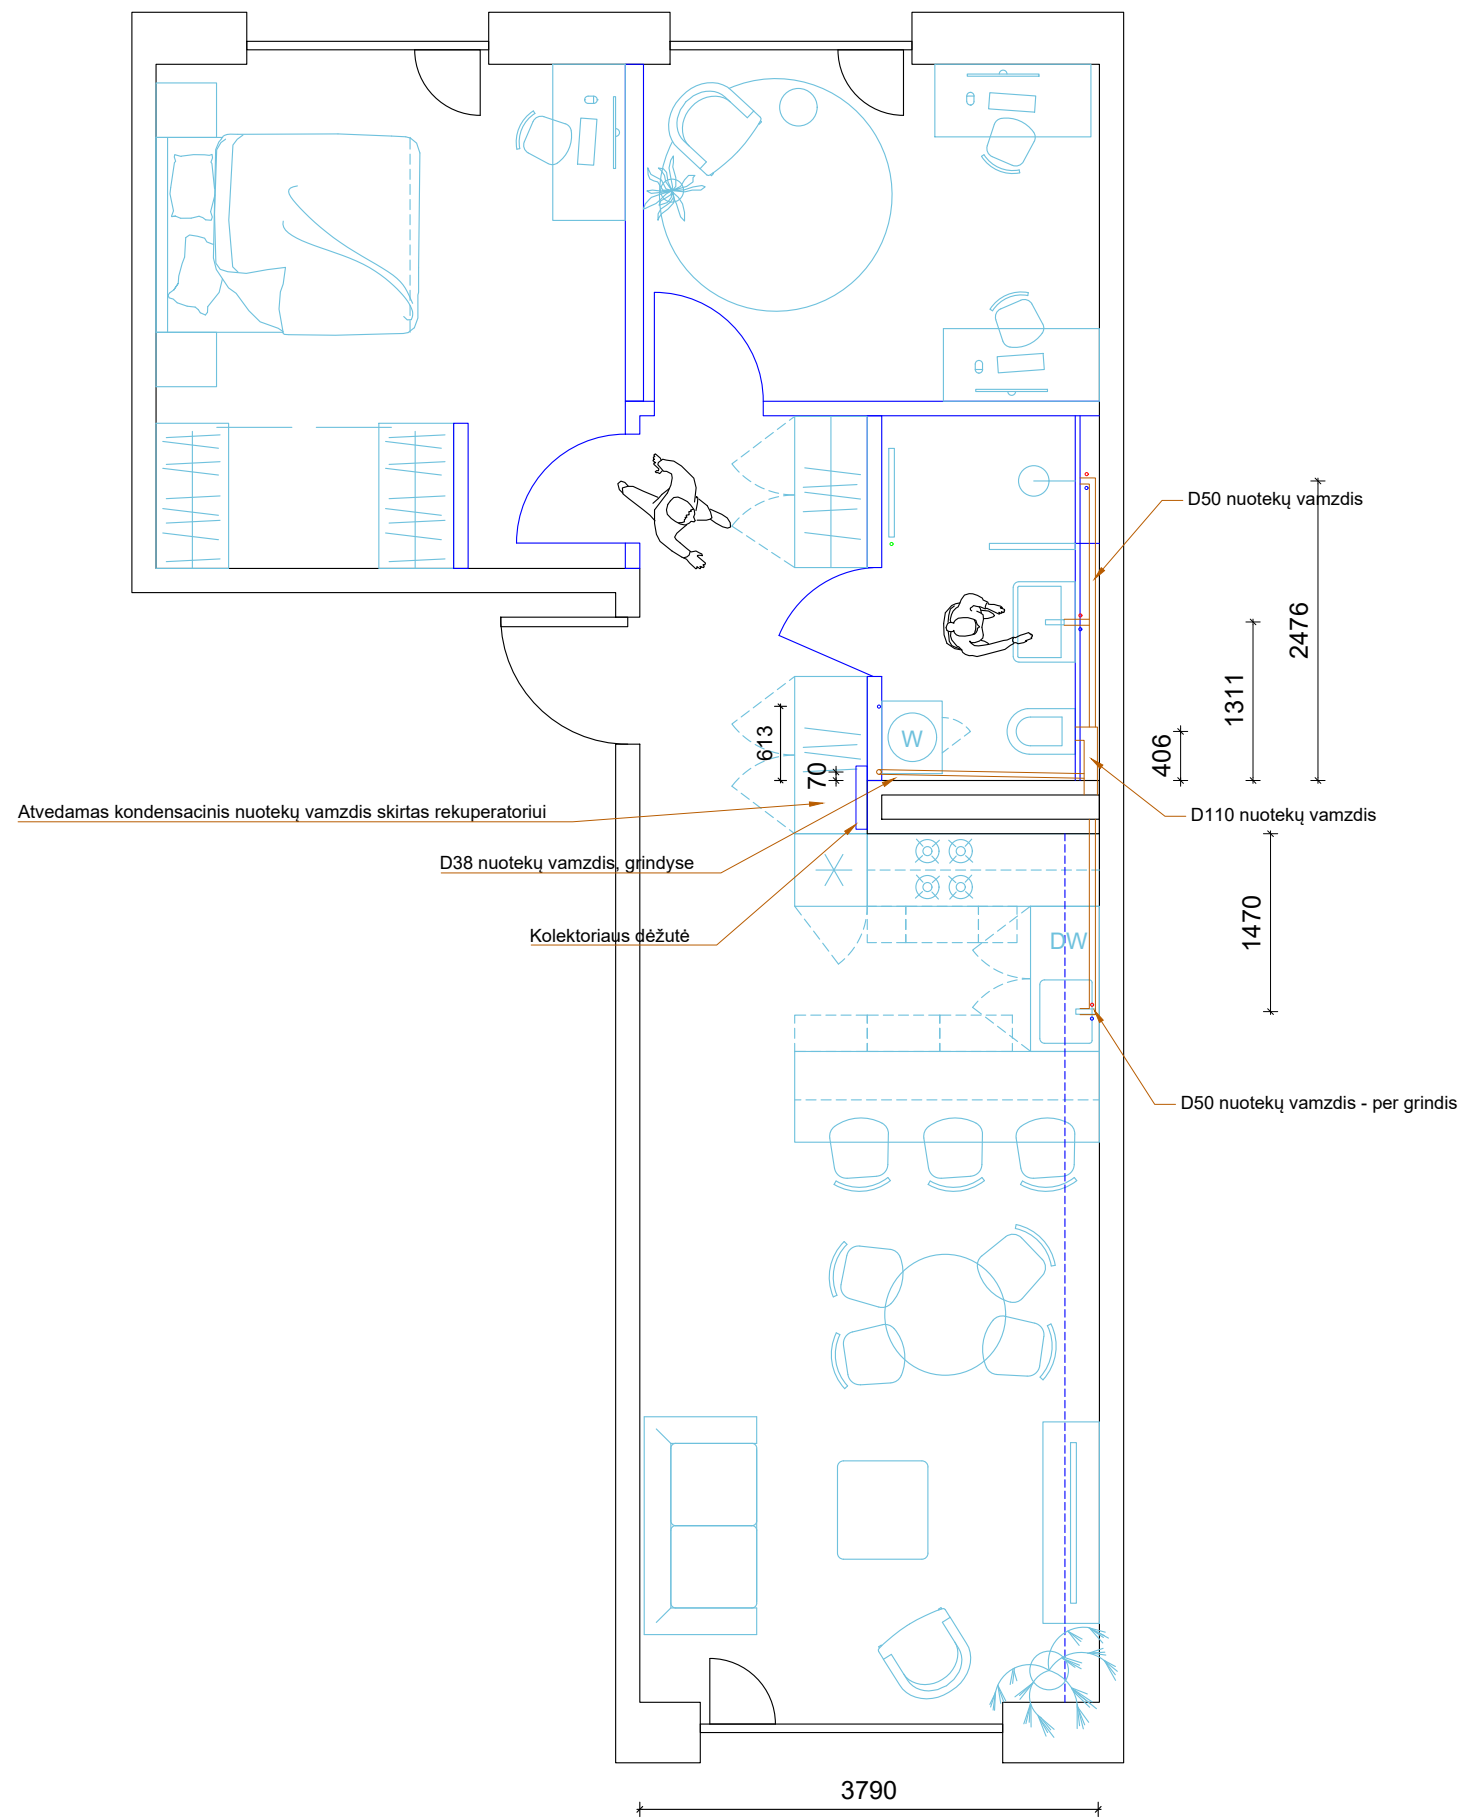 D50 nuotekų vamzdis
2476
1311
406
613
70
W
Atvedamas kondensacinis nuotekų vamzdis skirtas rekuperatoriui
D110 nuotekų vamzdis
D38 nuotekų vamzdis, grindyse
Kolektoriaus dėžutė
DW
1470
D50 nuotekų vamzdis - per grindis
3790